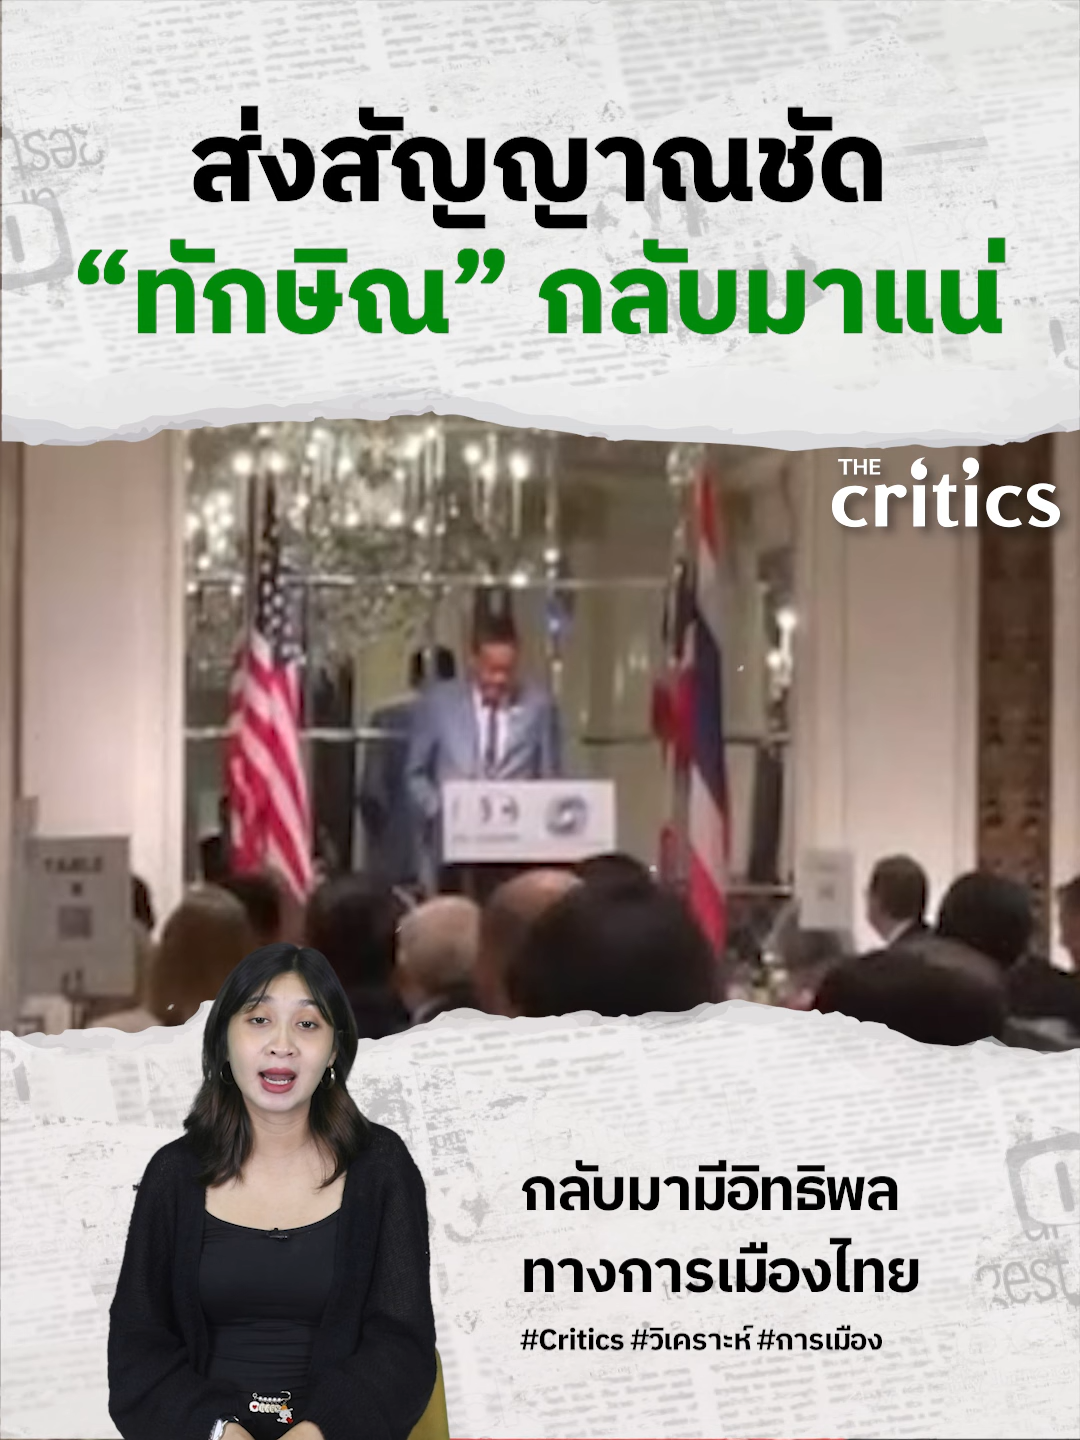 ส่งสัญญาณชัด
“ทักษิณ” กลับมาแน่
THE
critics
TABLE
กลับมามีอิทธิพล
ทางการเมืองไทย
#Critics #วิเคราะห์ #การเมือง